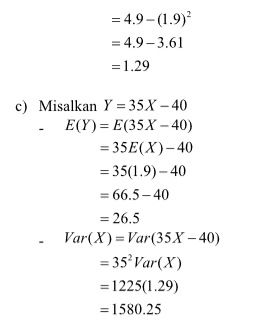 = 4.9 − (1.9)²
= 4.9 − 3.61
= 1.29
c) Misalkan Y = 35X − 40
- E(Y) = E(35X − 40)
= 35E(X) − 40
= 35(1.9) − 40
= 66.5 − 40
= 26.5
- Var(X) = Var(35X − 40)
= 35²Var(X)
= 1225(1.29)
= 1580.25